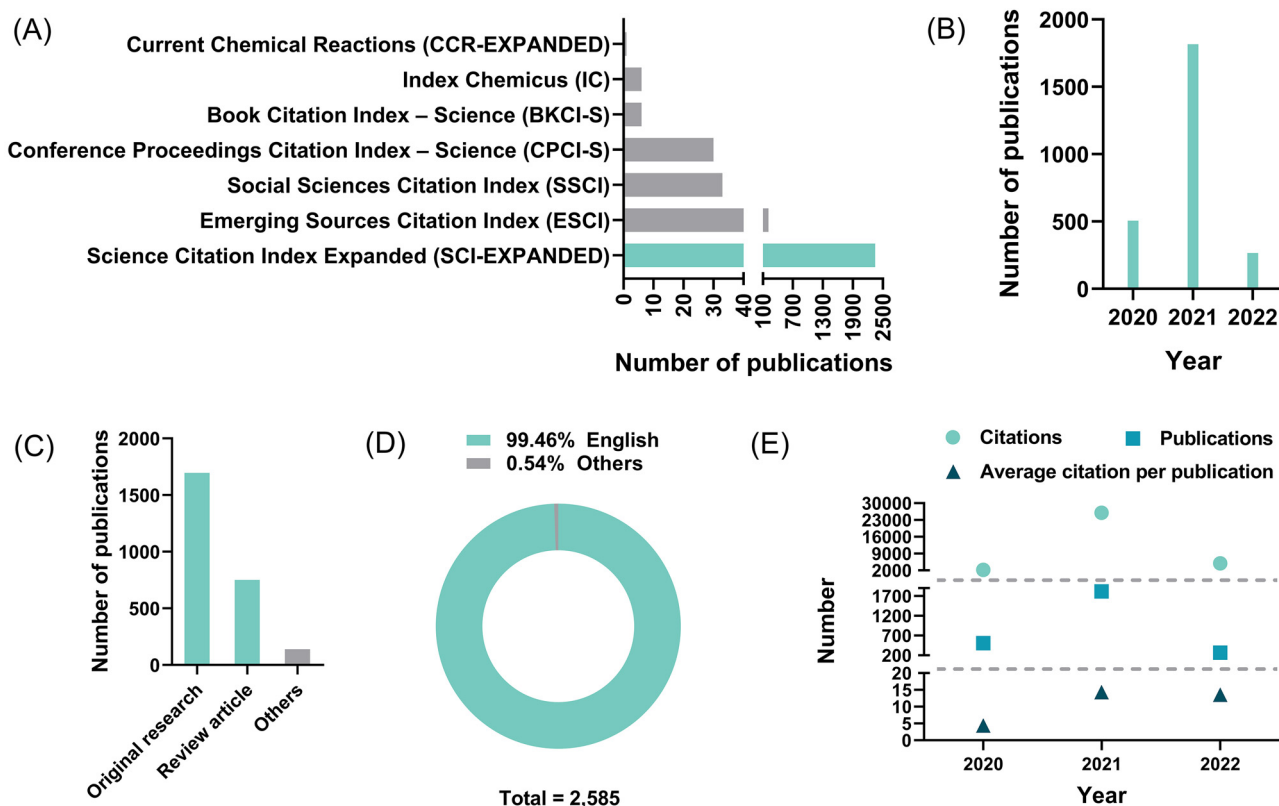 (A)
Current Chemical Reactions (CCR-EXPANDED)
Index Chemicus (IC)
Book Citation Index – Science (BKCI-S)
Conference Proceedings Citation Index – Science (CPCI-S)
Social Sciences Citation Index (SSCI)
Emerging Sources Citation Index (ESCI)
Science Citation Index Expanded (SCI-EXPANDED)
0 10 20 30 40 100 700 1300 1900 2500
Number of publications
(B)
Number of publications
2000
1500
1000
500
0
2020 2021 2022
Year
(C)
Number of publications
2000
1500
1000
500
0
Original research
Review article
Others
(D)
99.46% English
0.54% Others
Total = 2,585
(E)
Citations
Publications
Average citation per publication
Number
30000
23000
16000
9000
2000
1700
1200
700
200
20
15
10
5
0
2020 2021 2022
Year